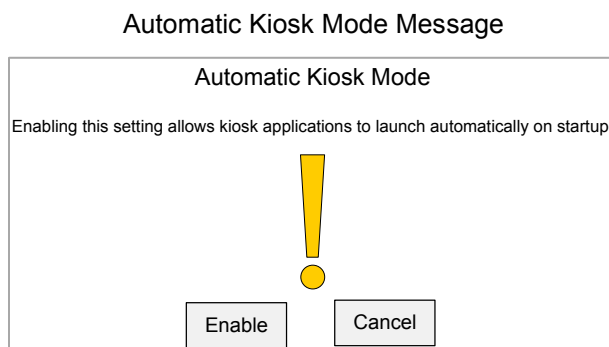 Automatic Kiosk Mode Message
Automatic Kiosk Mode
Enabling this setting allows kiosk applications to launch automatically on startup
Enable
Cancel